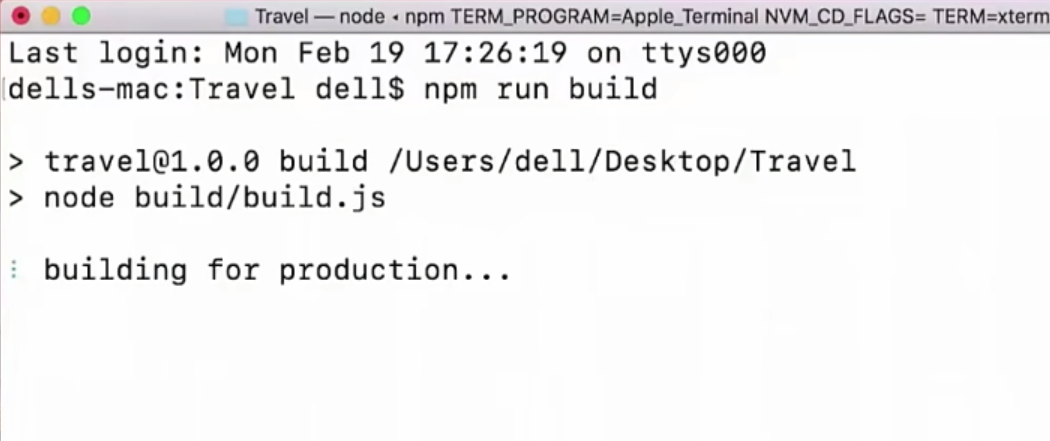 Travel — node ◂ npm TERM_PROGRAM=Apple_Terminal NVM_CD_FLAGS= TERM=xterm
Last login: Mon Feb 19 17:26:19 on ttys000
[dells-mac:Travel dell$ npm run build
> travel@1.0.0 build /Users/dell/Desktop/Travel
> node build/build.js
⠸ building for production...